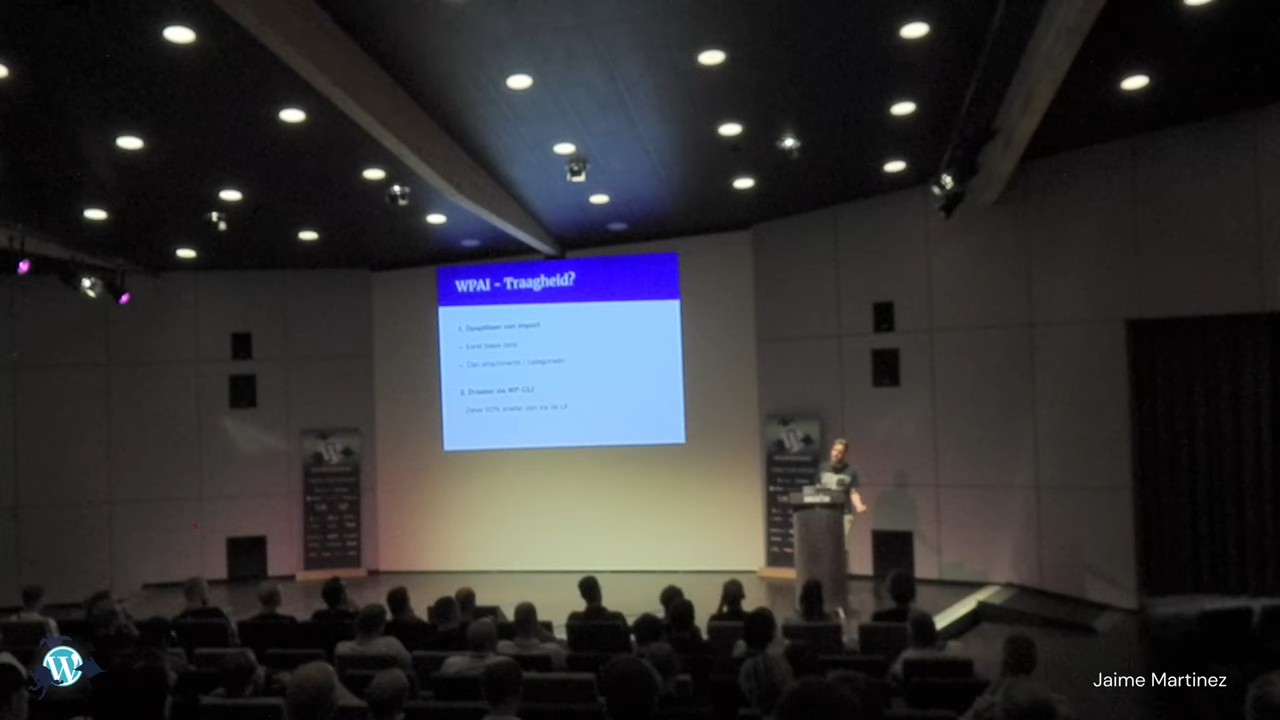 WPAI - Traagheid?
1. Opsplitsen van import
- Eerst basis data
- Dan attachments / categorieën
2. Draaien via WP-CLI
Zeker 50% sneller dan via de UI
Jaime Martinez